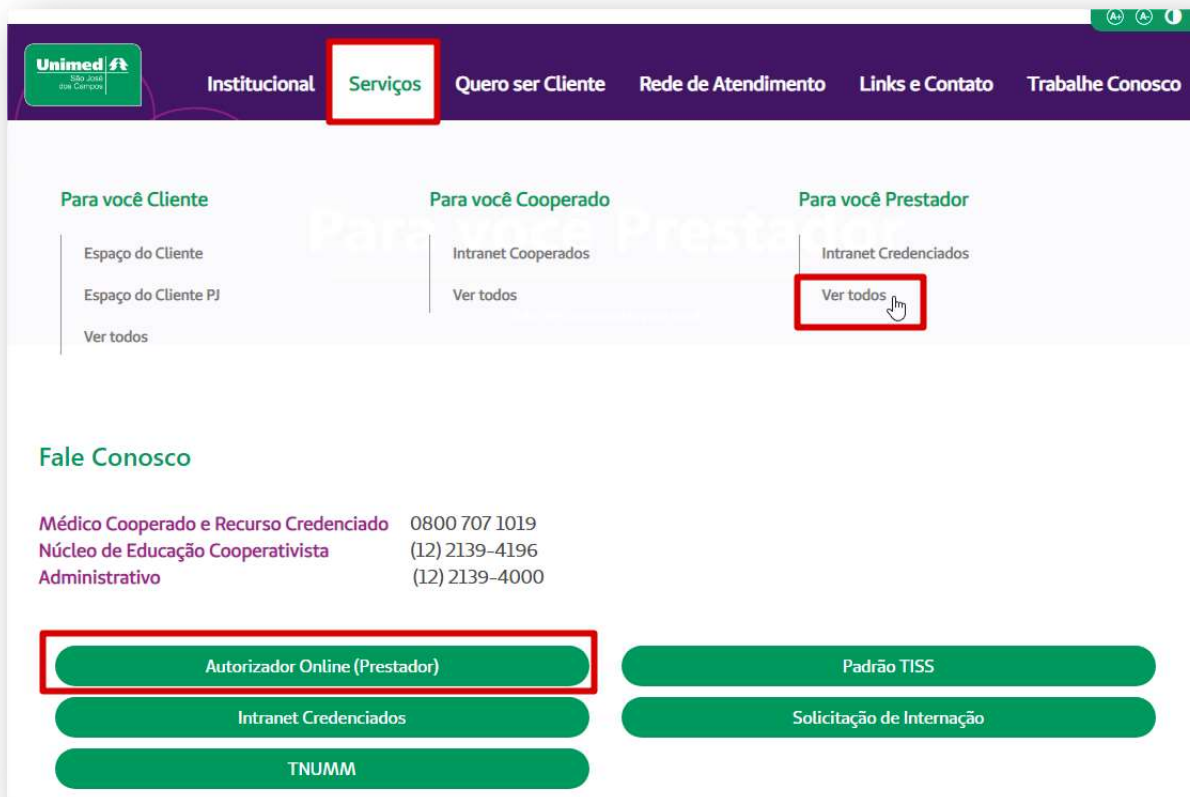 A+ A-
Unimed
São José
dos Campos
Institucional Serviços Quero ser Cliente Rede de Atendimento Links e Contato Trabalhe Conosco
Para você Prestador
Para você Cliente
Espaço do Cliente
Espaço do Cliente PJ
Ver todos
Para você Cooperado
Intranet Cooperados
Ver todos
Para você Prestador
Intranet Credenciados
Ver todos
Fale Conosco
Médico Cooperado e Recurso Credenciado 0800 707 1019
Núcleo de Educação Cooperativista (12) 2139-4196
Administrativo (12) 2139-4000
Autorizador Online (Prestador) Padrão TISS
Intranet Credenciados Solicitação de Internação
TNUMM